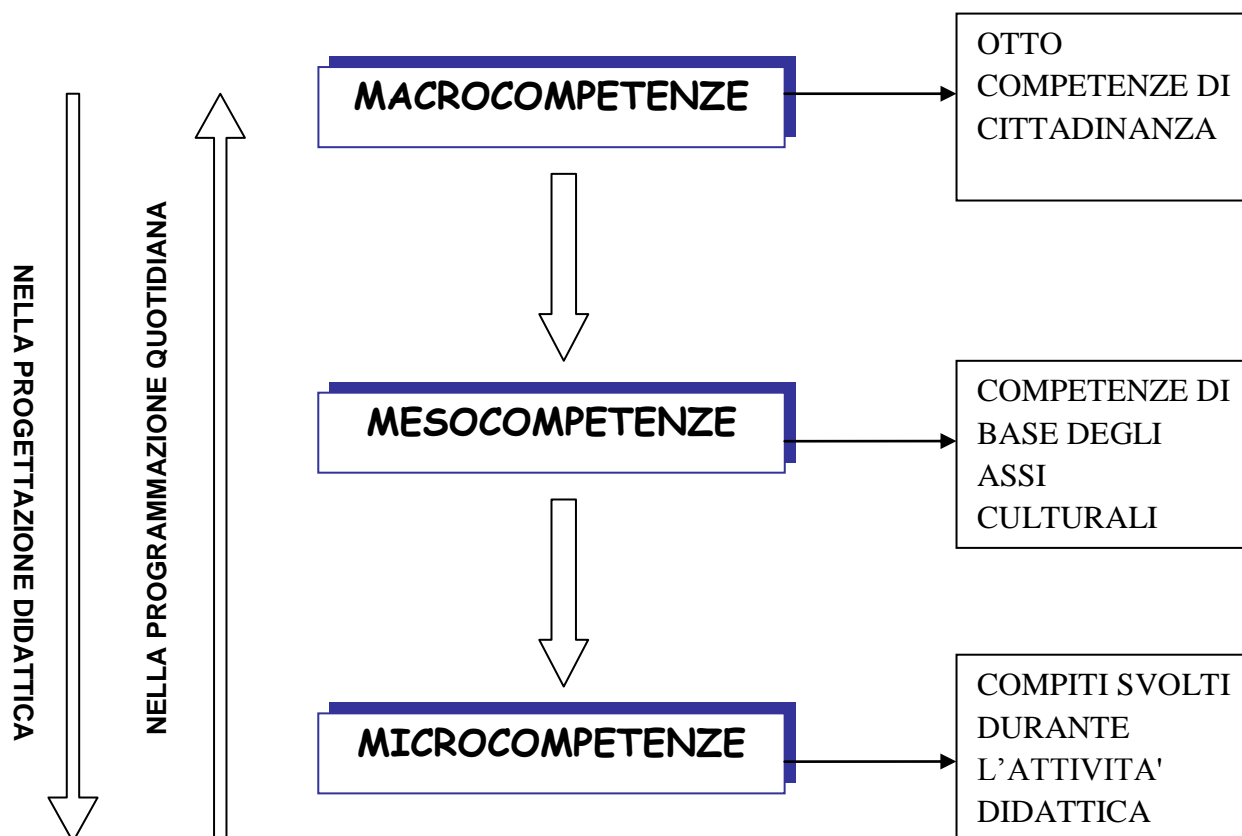 NELLA PROGETTAZIONE DIDATTICA
NELLA PROGRAMMAZIONE QUOTIDIANA
MACROCOMPETENZE
OTTO
COMPETENZE DI
CITTADINANZA
MESOCOMPETENZE
COMPETENZE DI
BASE DEGLI
ASSI
CULTURALI
MICROCOMPETENZE
COMPITI SVOLTI
DURANTE
L’ATTIVITA'
DIDATTICA